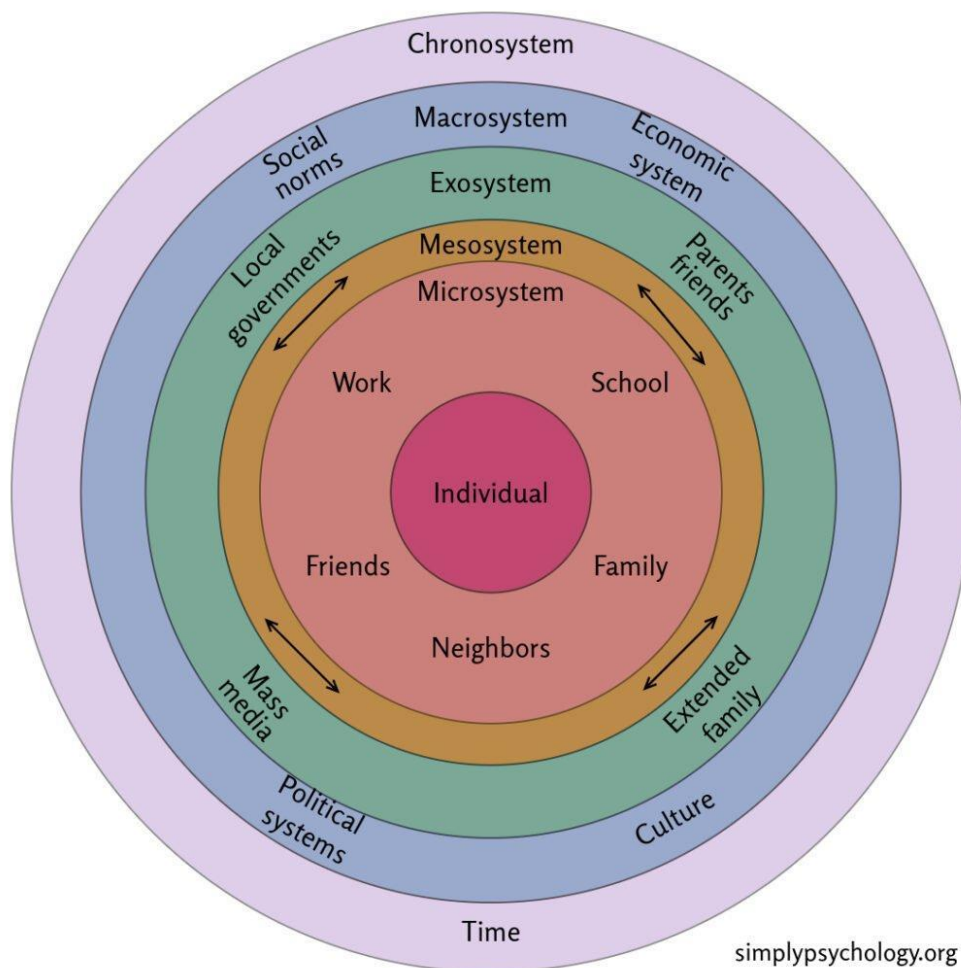 Chronosystem
Macrosystem
Social
norms
Economic
system
Exosystem
Local
governments
Parents
friends
Mesosystem
Microsystem
Work
School
Individual
Friends
Family
Neighbors
Mass
media
Extended
family
Political
systems
Culture
Time
simplypsychology.org